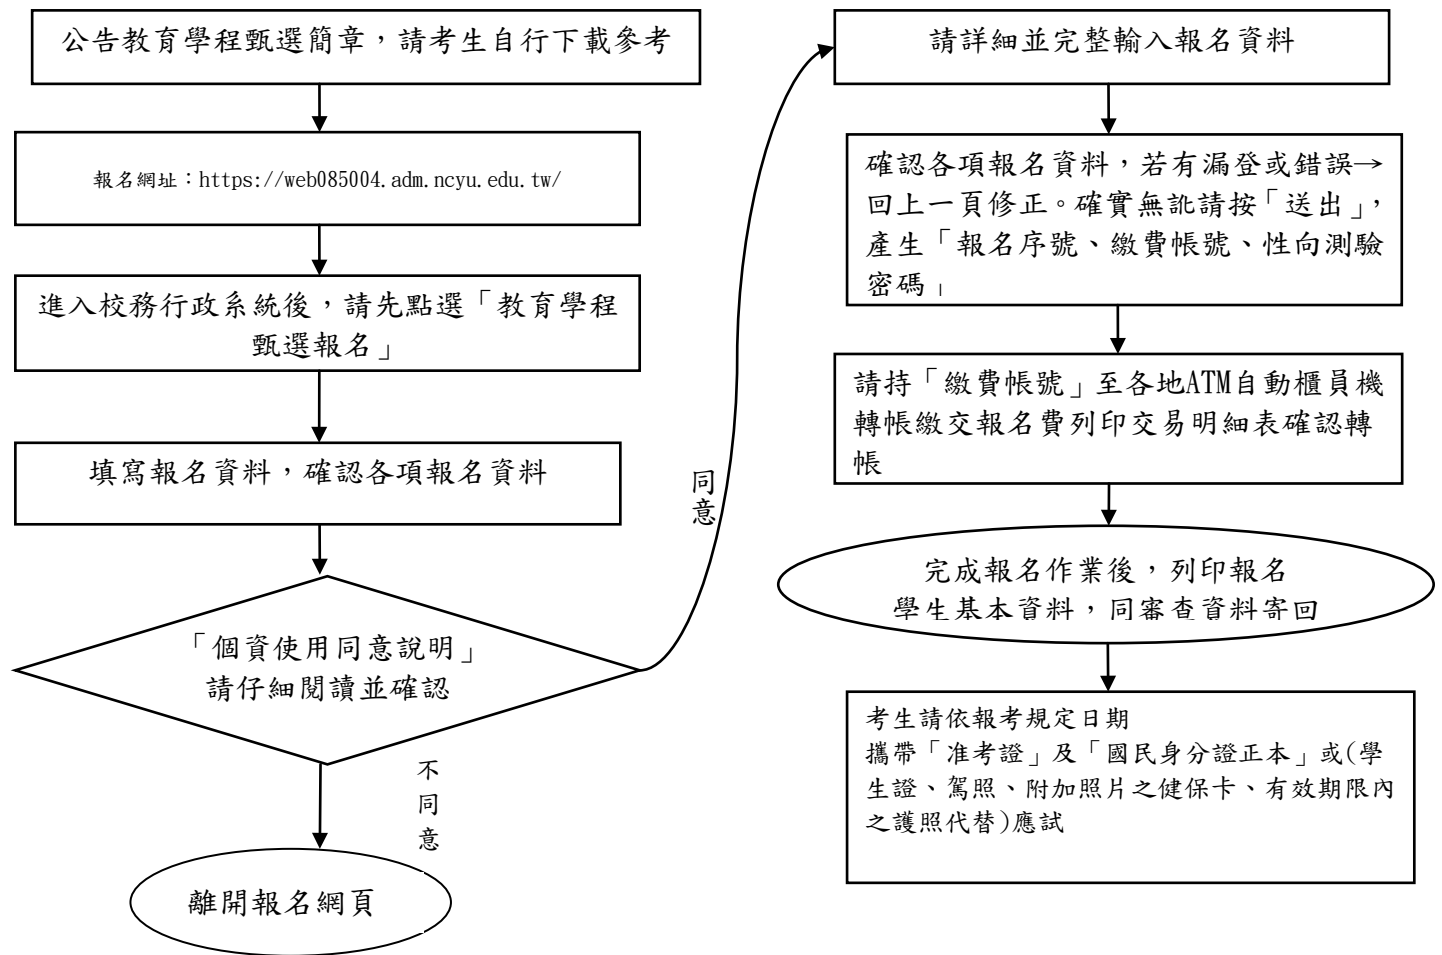 公告教育學程甄選簡章，請考生自行下載參考
報名網址：https://web085004.adm.ncyu.edu.tw/
進入校務行政系統後，請先點選「教育學程
甄選報名」
填寫報名資料，確認各項報名資料
「個資使用同意說明」
請仔細閱讀並確認
不
同
意
離開報名網頁
同
意
請詳細並完整輸入報名資料
確認各項報名資料，若有漏登或錯誤→
回上一頁修正。確實無訛請按「送出」，
產生「報名序號、繳費帳號、性向測驗
密碼」
請持「繳費帳號」至各地ATM自動櫃員機
轉帳繳交報名費列印交易明細表確認轉
帳
完成報名作業後，列印報名
學生基本資料，同審查資料寄回
考生請依報考規定日期
攜帶「准考證」及「國民身分證正本」或(學
生證、駕照、附加照片之健保卡、有效期限內
之護照代替)應試